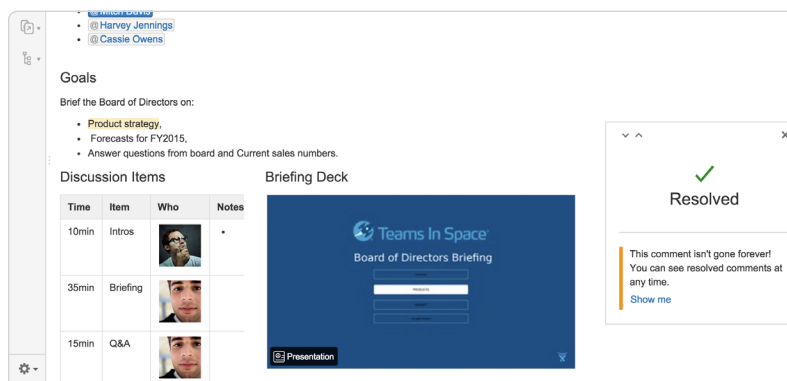 @Milton Davis
@Harvey Jennings
@Cassie Owens
Goals
Brief the Board of Directors on:
Product strategy,
Forecasts for FY2015,
Answer questions from board and Current sales numbers.
Discussion Items
Time Item Who Notes
10min Intros
35min Briefing
15min Q&A
Briefing Deck
Teams In Space
Board of Directors Briefing
PRODUCTS
Presentation
Resolved
This comment isn't gone forever!
You can see resolved comments at
any time.
Show me